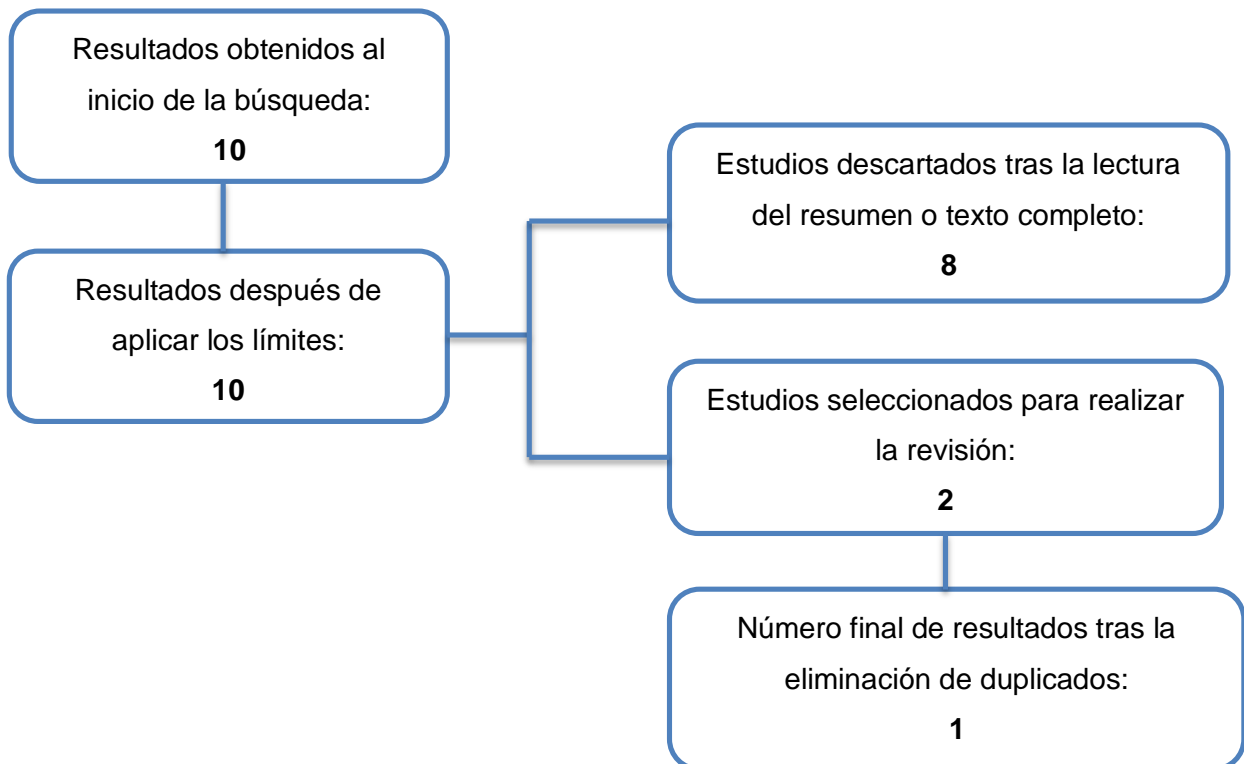 Resultados obtenidos al
inicio de la búsqueda:
10
Resultados después de
aplicar los límites:
10
Estudios descartados tras la lectura
del resumen o texto completo:
8
Estudios seleccionados para realizar
la revisión:
2
Número final de resultados tras la
eliminación de duplicados:
1